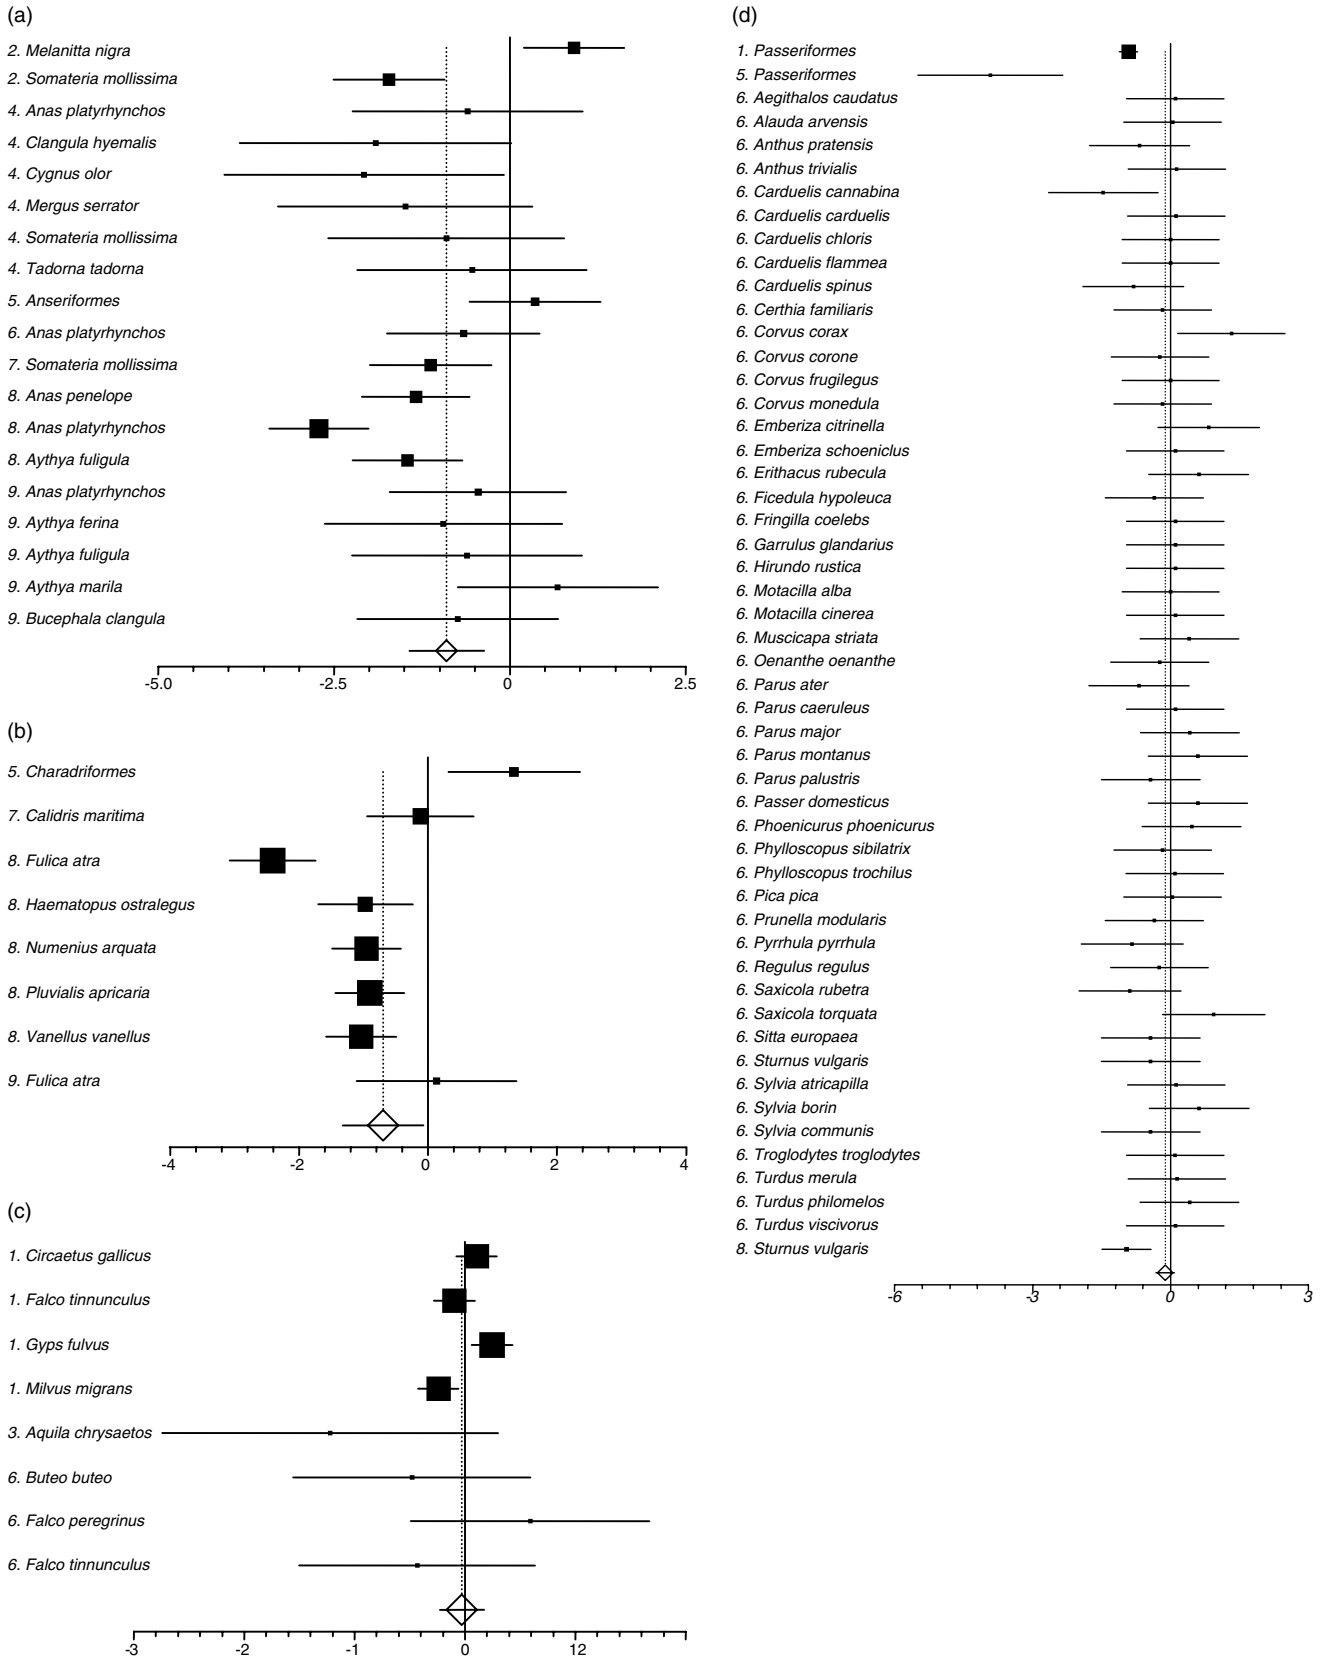 (a)
2. Melanitta nigra
2. Somateria mollissima
4. Anas platyrhynchos
4. Clangula hyemalis
4. Cygnus olor
4. Mergus serrator
4. Somateria mollissima
4. Tadorna tadorna
5. Anseriformes
6. Anas platyrhynchos
7. Somateria mollissima
8. Anas penelope
8. Anas platyrhynchos
8. Aythya fuligula
9. Anas platyrhynchos
9. Aythya ferina
9. Aythya fuligula
9. Aythya marila
9. Bucephala clangula
-5.0 -2.5 0 2.5
(b)
5. Charadriformes
7. Calidris maritima
8. Fulica atra
8. Haematopus ostralegus
8. Numenius arquata
8. Pluvialis apricaria
8. Vanellus vanellus
9. Fulica atra
-4 -2 0 2 4
(c)
1. Circaetus gallicus
1. Falco tinnunculus
1. Gyps fulvus
1. Milvus migrans
3. Aquila chrysaetos
6. Buteo buteo
6. Falco peregrinus
6. Falco tinnunculus
-3 -2 -1 0 12
(d)
1. Passeriformes
5. Passeriformes
6. Aegithalos caudatus
6. Alauda arvensis
6. Anthus pratensis
6. Anthus trivialis
6. Carduelis cannabina
6. Carduelis carduelis
6. Carduelis chloris
6. Carduelis flammea
6. Carduelis spinus
6. Certhia familiaris
6. Corvus corax
6. Corvus corone
6. Corvus frugilegus
6. Corvus monedula
6. Emberiza citrinella
6. Emberiza schoeniclus
6. Erithacus rubecula
6. Ficedula hypoleuca
6. Fringilla coelebs
6. Garrulus glandarius
6. Hirundo rustica
6. Motacilla alba
6. Motacilla cinerea
6. Muscicapa striata
6. Oenanthe oenanthe
6. Parus ater
6. Parus caeruleus
6. Parus major
6. Parus montanus
6. Parus palustris
6. Passer domesticus
6. Phoenicurus phoenicurus
6. Phylloscopus sibilatrix
6. Phylloscopus trochilus
6. Pica pica
6. Prunella modularis
6. Pyrrhula pyrrhula
6. Regulus regulus
6. Saxicola rubetra
6. Saxicola torquata
6. Sitta europaea
6. Sturnus vulgaris
6. Sylvia atricapilla
6. Sylvia borin
6. Sylvia communis
6. Troglodytes troglodytes
6. Turdus merula
6. Turdus philomelos
6. Turdus viscivorus
8. Sturnus vulgaris
-6 -3 0 3